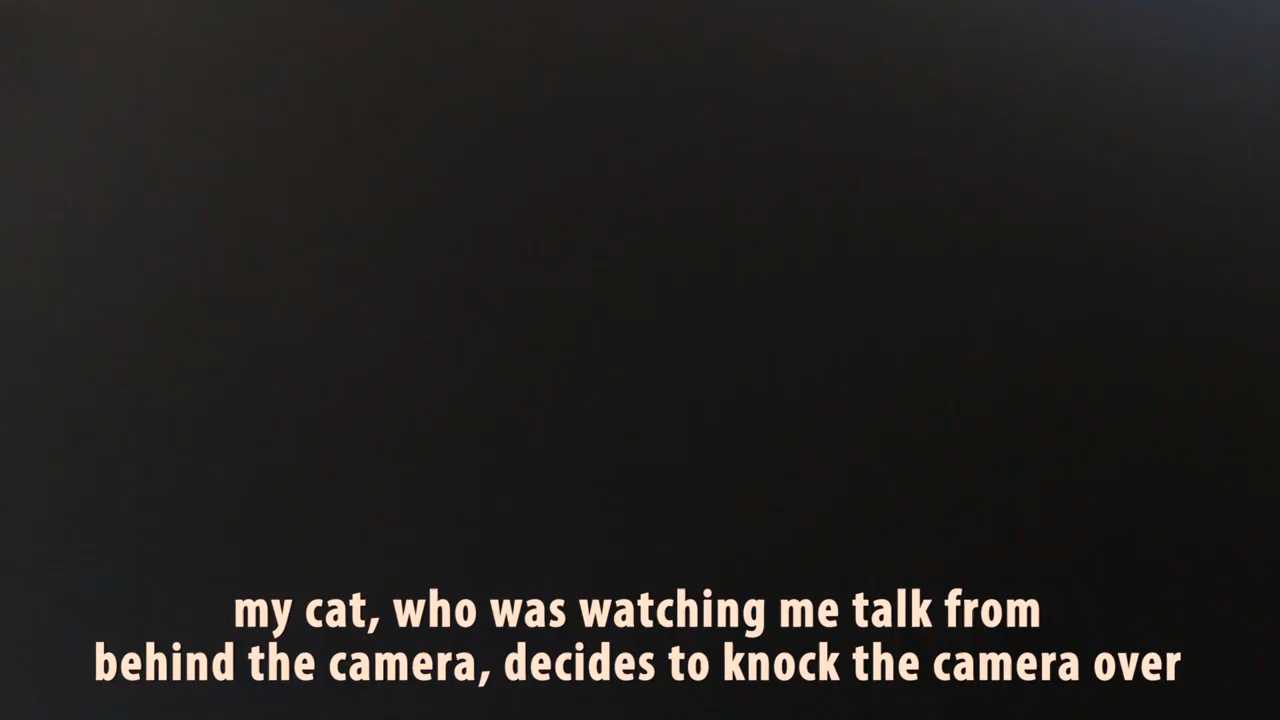 my cat, who was watching me talk from
behind the camera, decides to knock the camera over